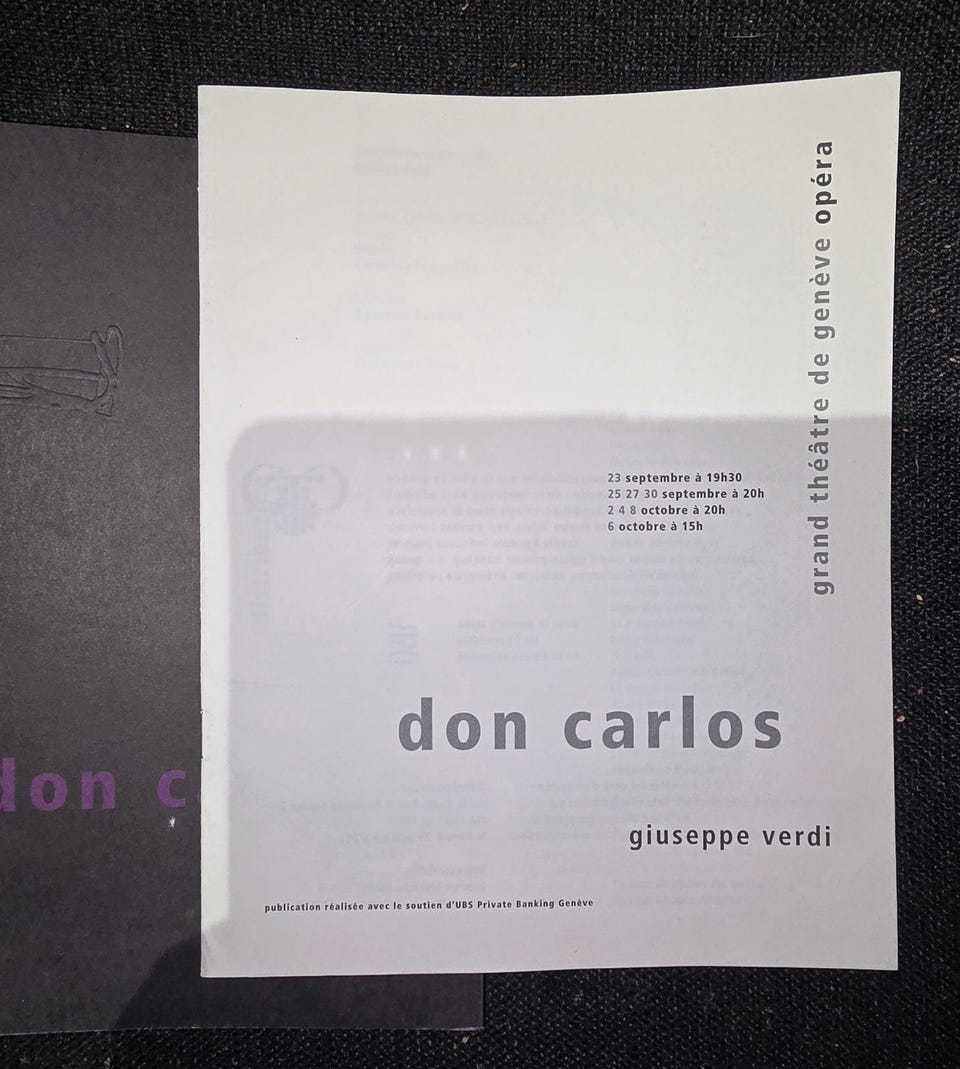 grand théâtre de genève opéra
23 septembre à 19h30
25 27 30 septembre à 20h
2 4 8 octobre à 20h
6 octobre à 15h
don carlos
don c
giuseppe verdi
publication réalisée avec le soutien d'UBS Private Banking Genève